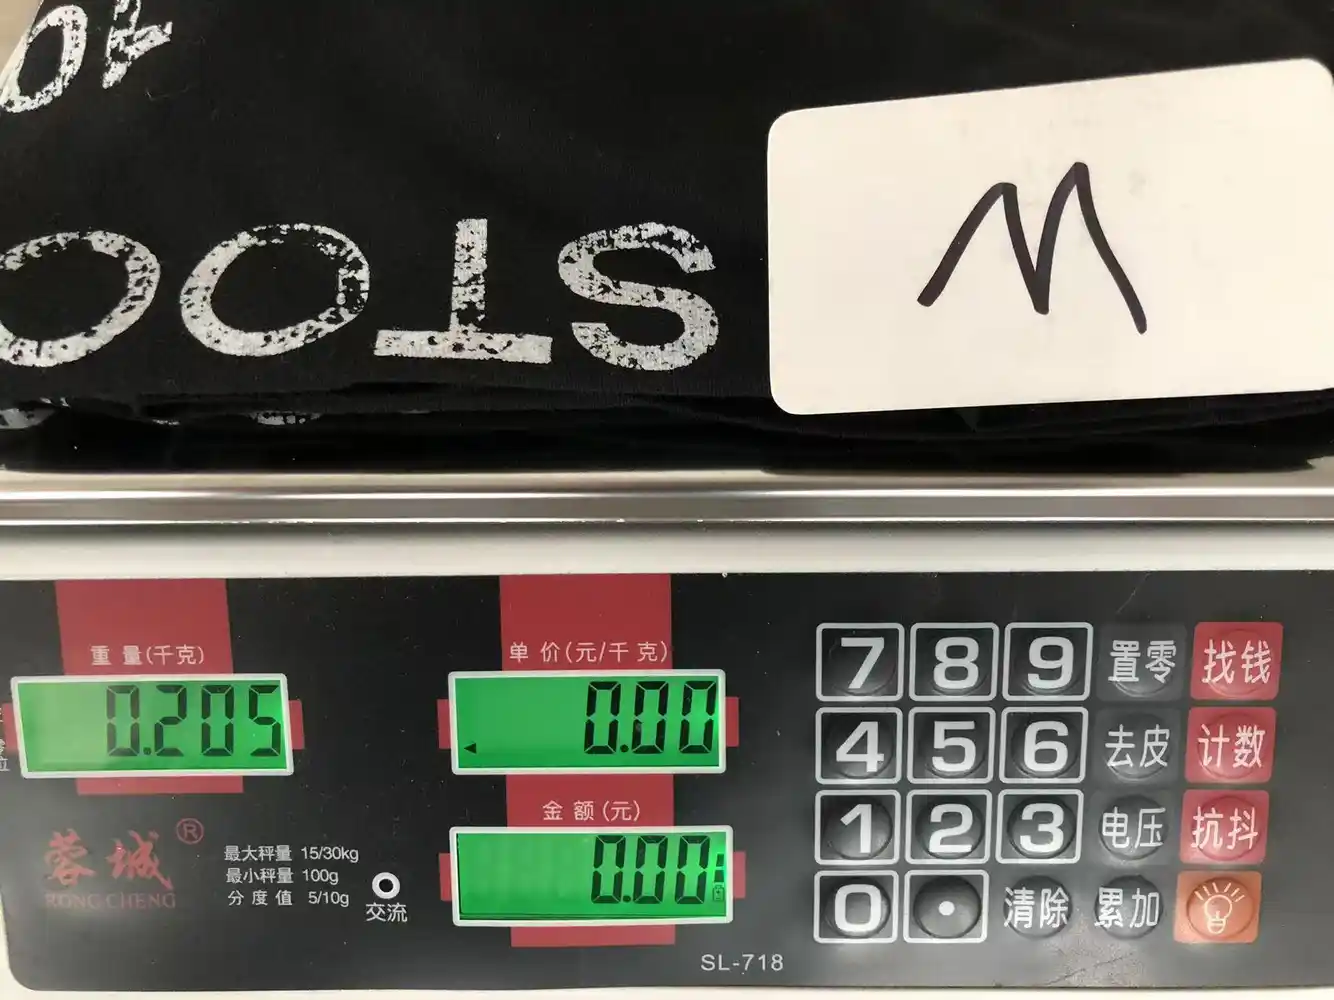 STOO
M
重量(千克)
0.205
单价(元/千克)
0.00
金额(元)
0.00
蓉城®
RONG CHENG
最大秤量 15/30kg
最小秤量 100g
分度值 5/10g
交流
7 8 9 置零 找钱
4 5 6 去皮 计数
1 2 3 电压 抗抖
0 . 清除 累加
SL-718